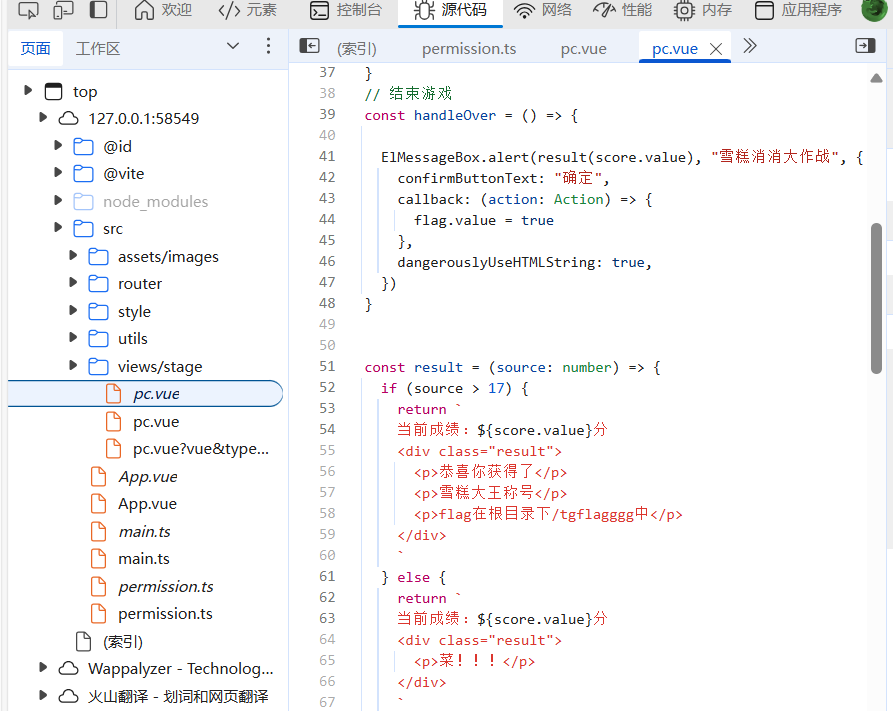 欢迎 元素 控制台 源代码 网络 性能 内存 应用程序
页面 工作区 (索引) permission.ts pc.vue pc.vue
top
127.0.0.1:58549
@id
@vite
node_modules
src
assets/images
router
style
utils
views/stage
pc.vue
pc.vue
pc.vue?vue&type...
App.vue
App.vue
main.ts
main.ts
permission.ts
permission.ts
(索引)
Wappalyzer - Technolog...
火山翻译 - 划词和网页翻译
37 }
38 // 结束游戏
39 const handleOver = () => {
40
41 ElMessageBox.alert(result(score.value), "雪糕消消大作战", {
42 confirmButtonText: "确定",
43 callback: (action: Action) => {
44 flag.value = true
45 },
46 dangerouslyUseHTMLString: true,
47 })
48 }
49
50
51 const result = (source: number) => {
52 if (source > 17) {
53 return `
54 当前成绩：${score.value}分
55 <div class="result">
56 <p>恭喜你获得了</p>
57 <p>雪糕大王称号</p>
58 <p>flag在根目录下/tgflagggg中</p>
59 </div>
60 `
61 } else {
62 return `
63 当前成绩：${score.value}分
64 <div class="result">
65 <p>菜！！！</p>
66 </div>
67 `